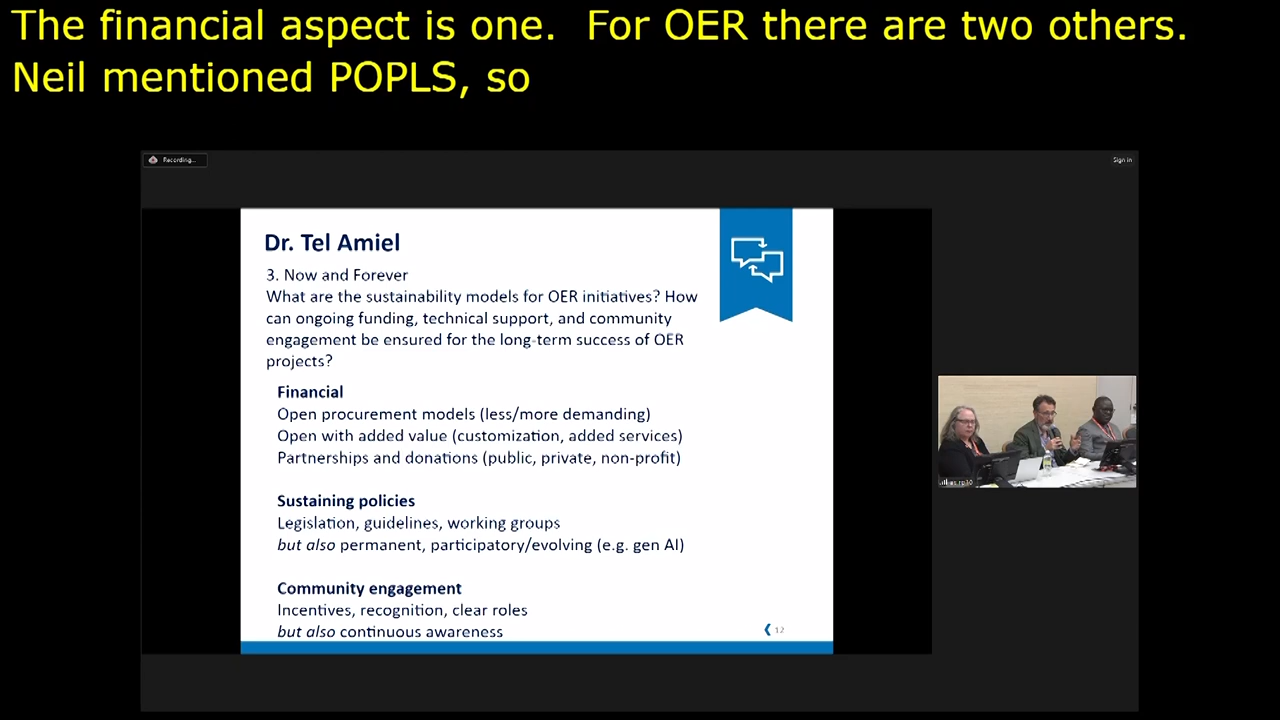 The financial aspect is one.  For OER there are two others.
Neil mentioned POPLS, so
Recording...
Sign in
Dr. Tel Amiel
3. Now and Forever
What are the sustainability models for OER initiatives? How
can ongoing funding, technical support, and community
engagement be ensured for the long-term success of OER
projects?
Financial
Open procurement models (less/more demanding)
Open with added value (customization, added services)
Partnerships and donations (public, private, non-profit)
Sustaining policies
Legislation, guidelines, working groups
but also permanent, participatory/evolving (e.g. gen AI)
Community engagement
Incentives, recognition, clear roles
but also continuous awareness
12